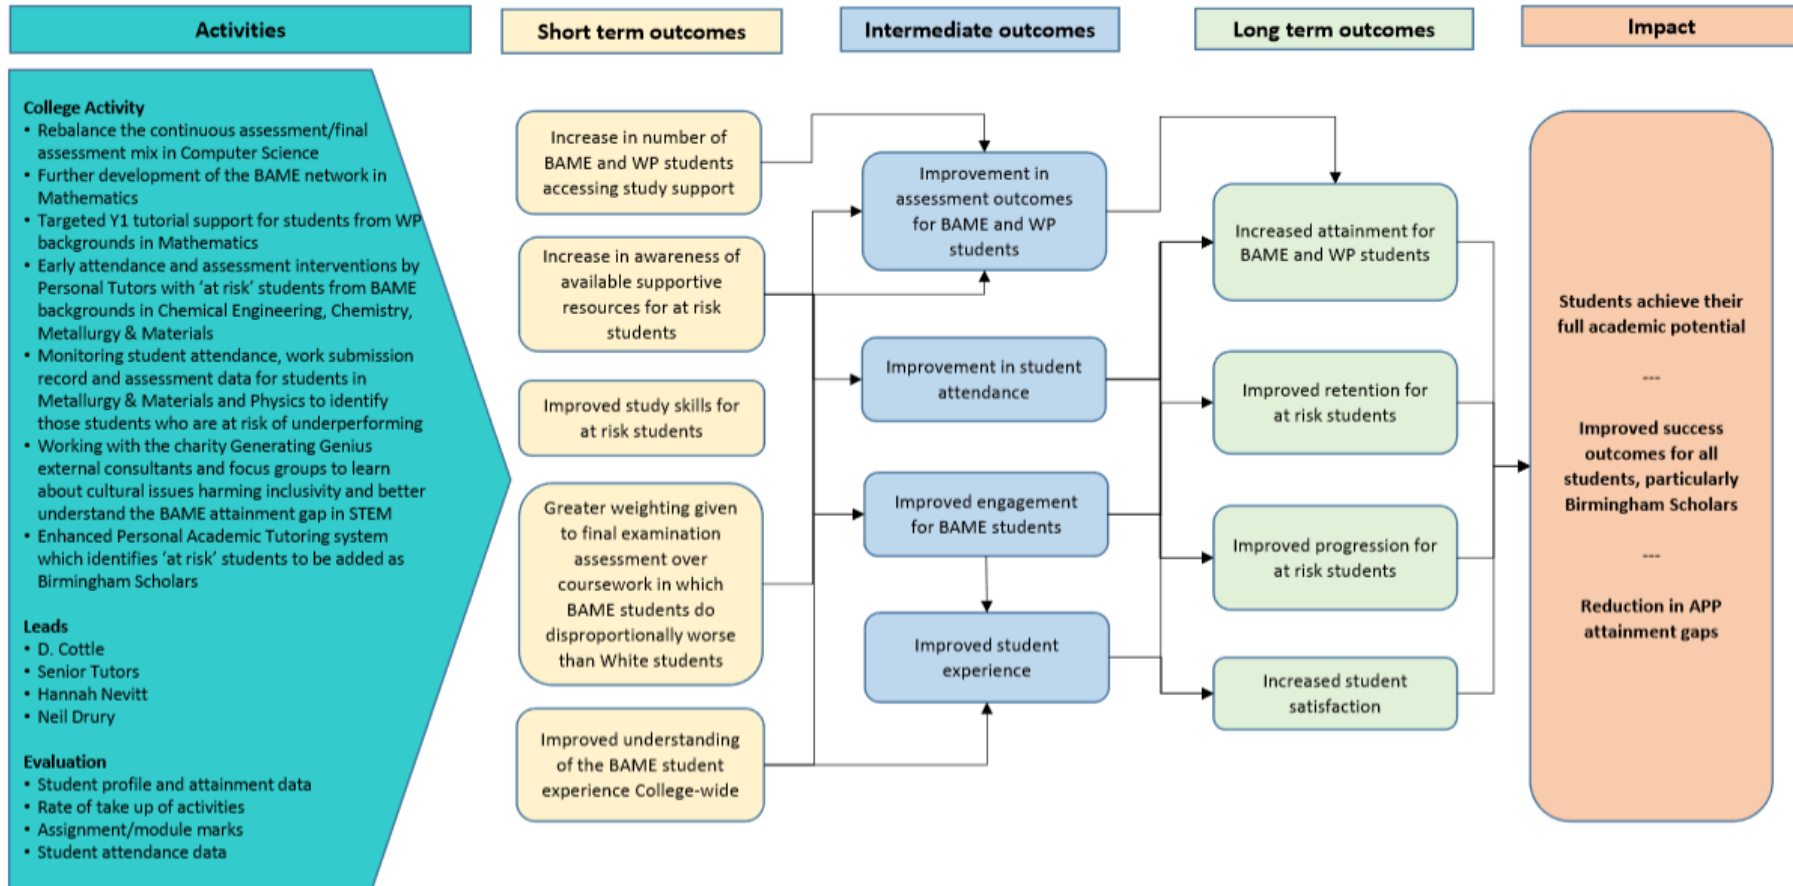 Activities
Short term outcomes
Intermediate outcomes
Long term outcomes
Impact
College Activity
• Rebalance the continuous assessment/final
assessment mix in Computer Science
• Further development of the BAME network in
Mathematics
• Targeted Y1 tutorial support for students from WP
backgrounds in Mathematics
• Early attendance and assessment interventions by
Personal Tutors with ‘at risk’ students from BAME
backgrounds in Chemical Engineering, Chemistry,
Metallurgy & Materials
• Monitoring student attendance, work submission
record and assessment data for students in
Metallurgy & Materials and Physics to identify
those students who are at risk of underperforming
• Working with the charity Generating Genius
external consultants and focus groups to learn
about cultural issues harming inclusivity and better
understand the BAME attainment gap in STEM
• Enhanced Personal Academic Tutoring system
which identifies ‘at risk’ students to be added as
Birmingham Scholars
Leads
• D. Cottle
• Senior Tutors
• Hannah Nevitt
• Neil Drury
Evaluation
• Student profile and attainment data
• Rate of take up of activities
• Assignment/module marks
• Student attendance data
Increase in number of
BAME and WP students
accessing study support
Increase in awareness of
available supportive
resources for at risk
students
Improved study skills for
at risk students
Greater weighting given
to final examination
assessment over
coursework in which
BAME students do
disproportionally worse
than White students
Improved understanding
of the BAME student
experience College-wide
Improvement in
assessment outcomes
for BAME and WP
students
Improvement in student
attendance
Improved engagement
for BAME students
Improved student
experience
Increased attainment for
BAME and WP students
Improved retention for
at risk students
Improved progression for
at risk students
Increased student
satisfaction
Students achieve their
full academic potential
---
Improved success
outcomes for all
students, particularly
Birmingham Scholars
---
Reduction in APP
attainment gaps